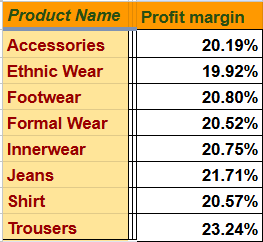 Product Name Profit margin
Accessories 20.19%
Ethnic Wear 19.92%
Footwear 20.80%
Formal Wear 20.52%
Innerwear 20.75%
Jeans 21.71%
Shirt 20.57%
Trousers 23.24%